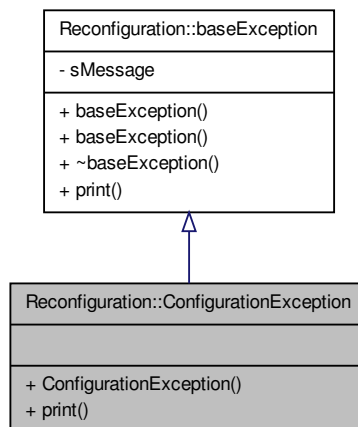 Reconfiguration::baseException
- sMessage
+ baseException()
+ baseException()
+ ~baseException()
+ print()
Reconfiguration::ConfigurationException
+ ConfigurationException()
+ print()